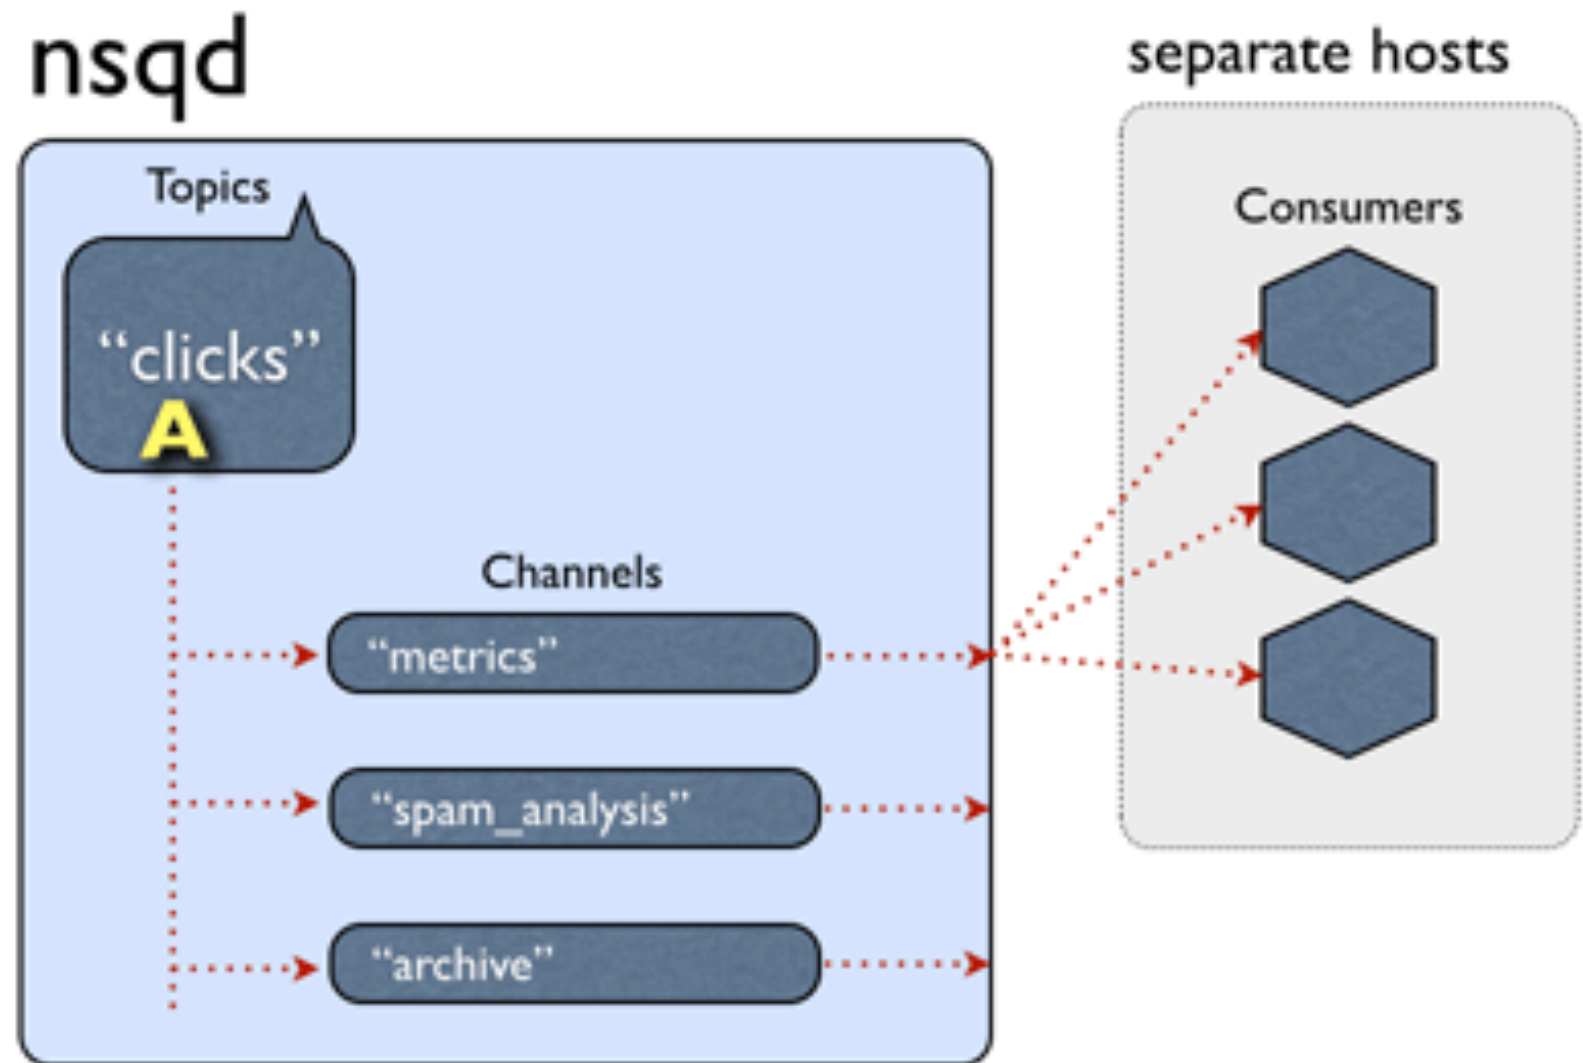 nsqd
separate hosts
Topics
“clicks”
A
Consumers
Channels
“metrics”
“spam_analysis”
“archive”